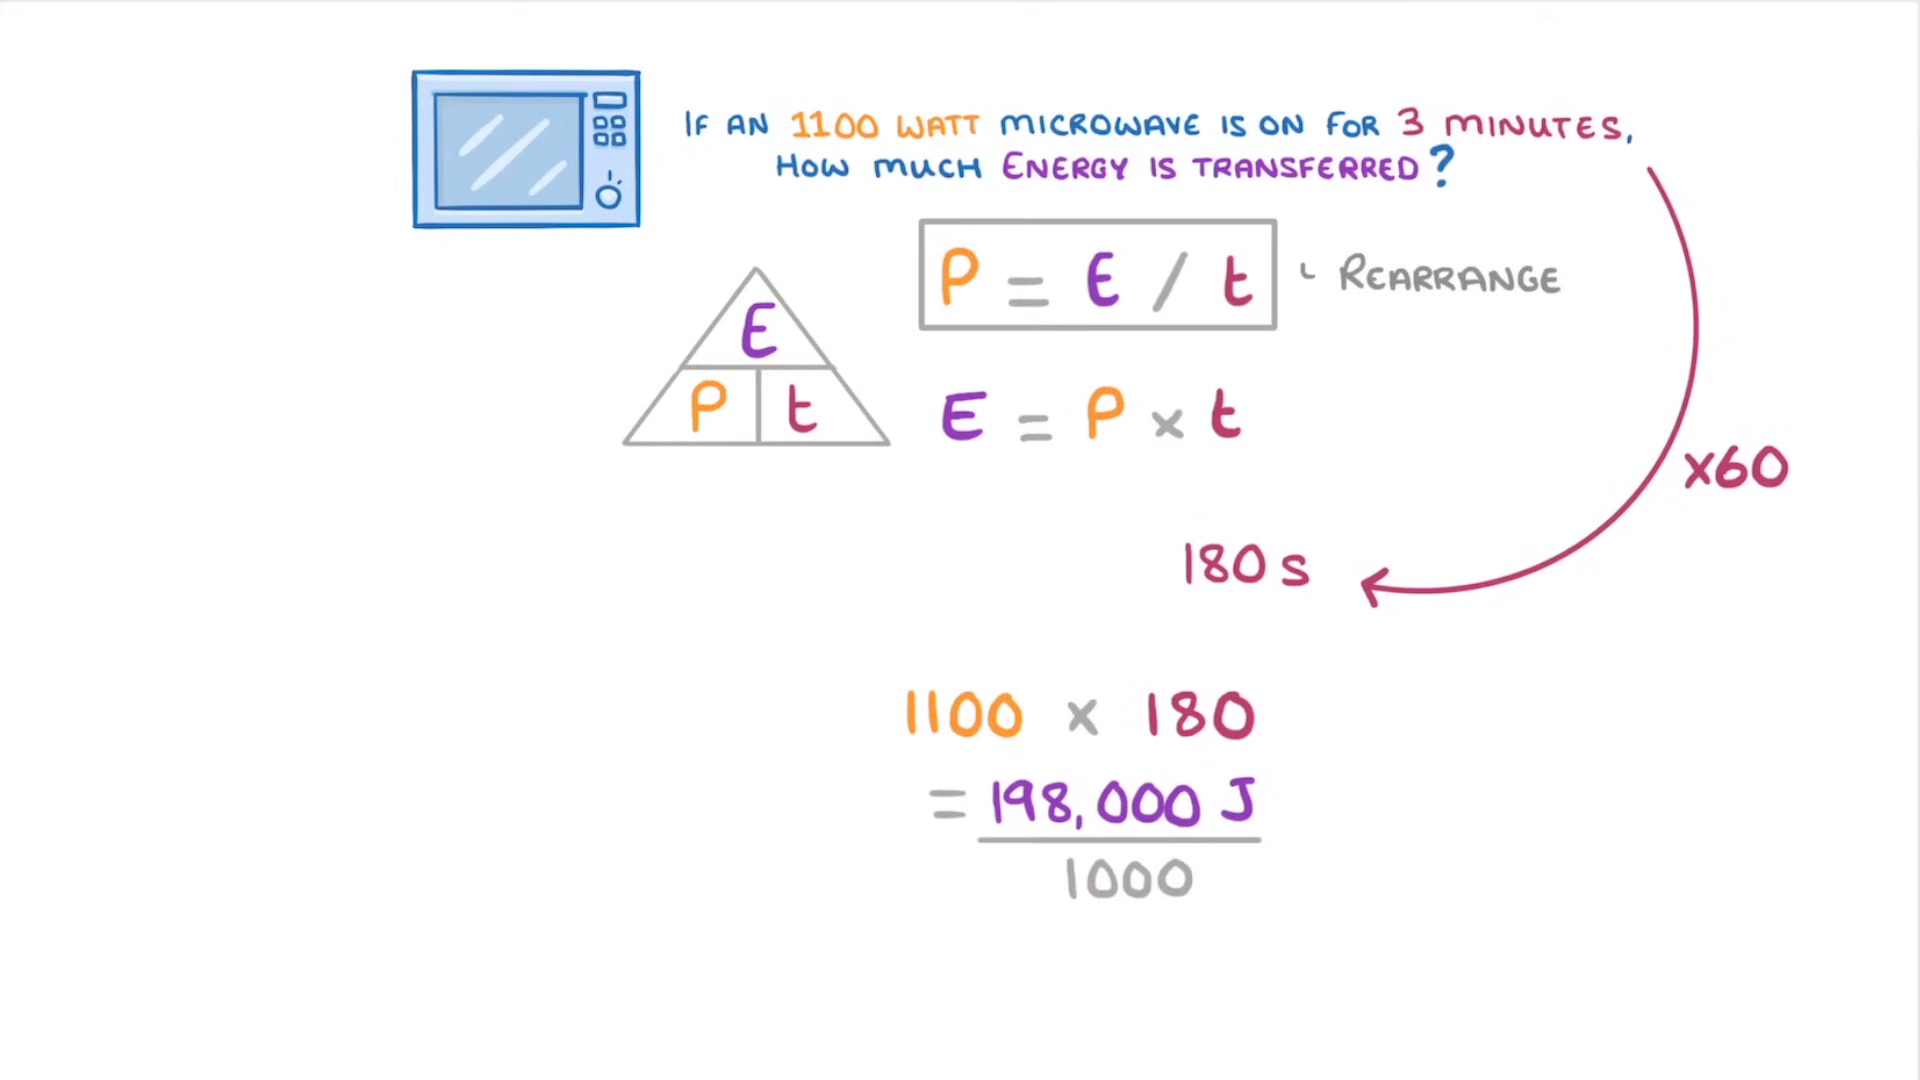 IF AN 1100 WATT MICROWAVE IS ON FOR 3 MINUTES,
HOW MUCH ENERGY IS TRANSFERRED?
P = E / t
REARRANGE
E
P t
E = P x t
x60
180 s
1100 x 180
= 198,000 J
1000